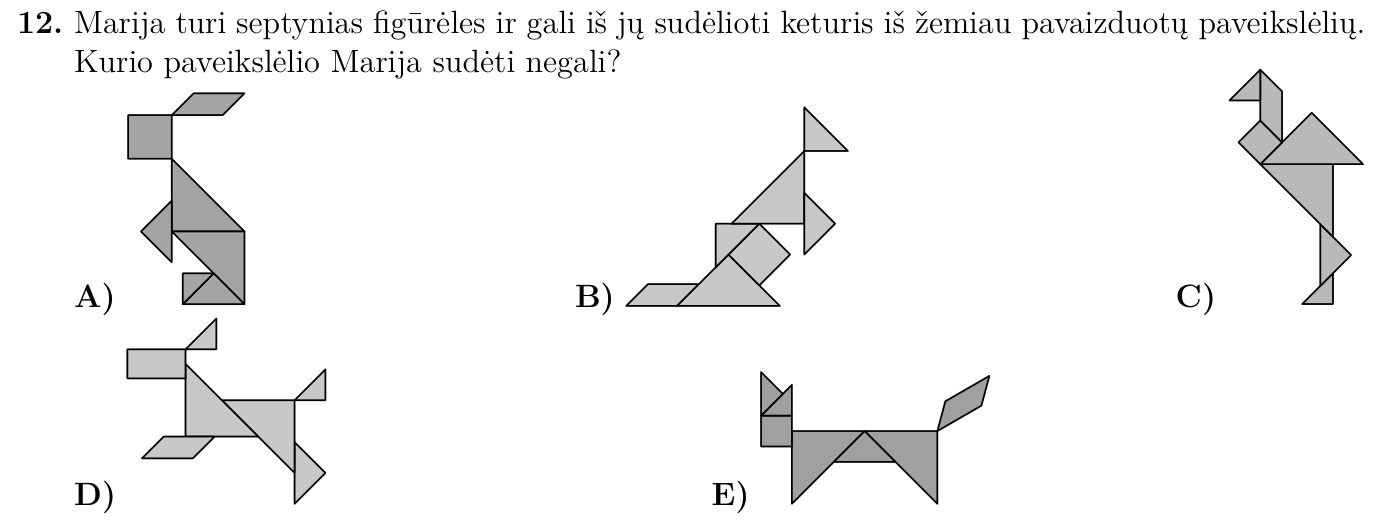 12. Marija turi septynias figūrėles ir gali iš jų sudėlioti keturis iš žemiau pavaizduotų paveikslėlių.
Kurio paveikslėlio Marija sudėti negali?
A)
B)
C)
D)
E)